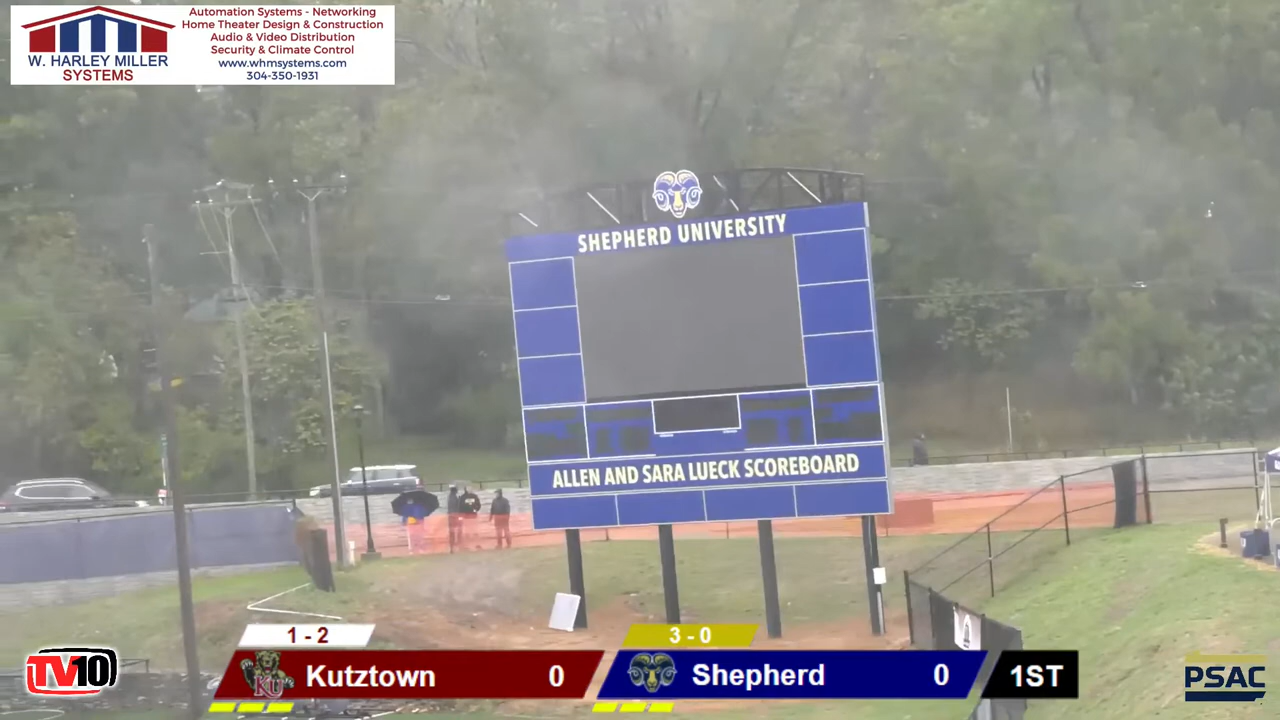 Automation Systems - Networking
Home Theater Design & Construction
Audio & Video Distribution
Security & Climate Control
www.whmsystems.com
304-350-1931
W. HARLEY MILLER
SYSTEMS
SHEPHERD UNIVERSITY
ALLEN AND SARA LUECK SCOREBOARD
1 - 2
3 - 0
KU
Kutztown 0
Shepherd 0
1ST
TV10
PSAC